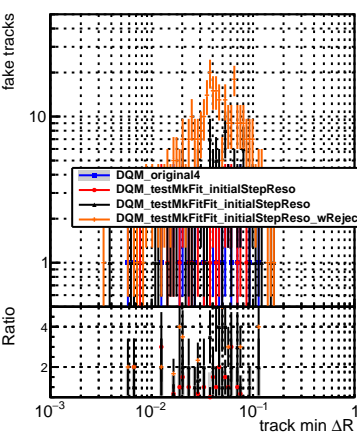 fake tracks
10
1
DQM_original4
DQM_testMkFit_initialStepReso
DQM_testMkFitFit_initialStepReso
DQM_testMkFitFit_initialStepReso_wRejec
Ratio
4
2
10⁻³ 10⁻² 10⁻¹ 1
track min ΔR